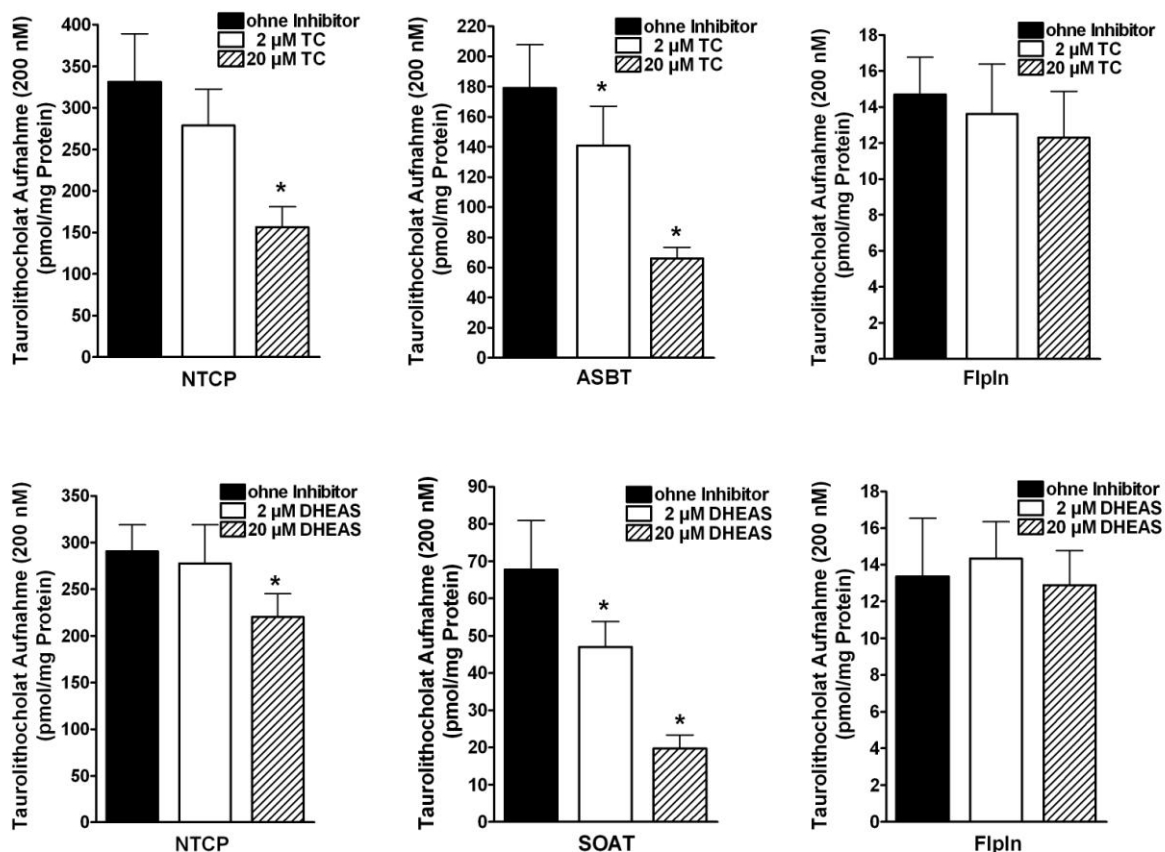 Taurolithocholat Aufnahme (200 nM)
(pmol/mg Protein)
400
350
300
250
200
150
100
50
0
ohne Inhibitor
2 µM TC
20 µM TC
*
NTCP
Taurolithocholat Aufnahme (200 nM)
(pmol/mg Protein)
220
200
180
160
140
120
100
80
60
40
20
0
ohne Inhibitor
2 µM TC
20 µM TC
*
*
ASBT
Taurolithocholat Aufnahme (200 nM)
(pmol/mg Protein)
18
16
14
12
10
8
6
4
2
0
ohne Inhibitor
2 µM TC
20 µM TC
FlpIn
Taurolithocholat Aufnahme (200 nM)
(pmol/mg Protein)
350
300
250
200
150
100
50
0
ohne Inhibitor
2 µM DHEAS
20 µM DHEAS
*
NTCP
Taurolithocholat Aufnahme (200 nM)
(pmol/mg Protein)
90
80
70
60
50
40
30
20
10
0
ohne Inhibitor
2 µM DHEAS
20 µM DHEAS
*
*
SOAT
Taurolithocholat Aufnahme (200 nM)
(pmol/mg Protein)
18
16
14
12
10
8
6
4
2
0
ohne Inhibitor
2 µM DHEAS
20 µM DHEAS
FlpIn